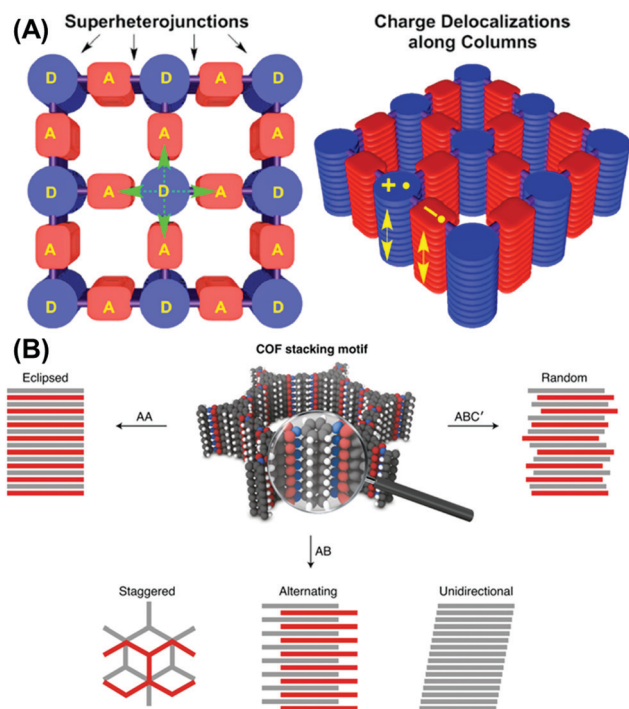 (A)
Superheterojunctions
Charge Delocalizations
along Columns
D A D A D
A A A
D A D A D
A A A
D A D A D
+ •
− •
(B)
COF stacking motif
Eclipsed
Random
AA
ABC′
AB
Staggered
Alternating
Unidirectional